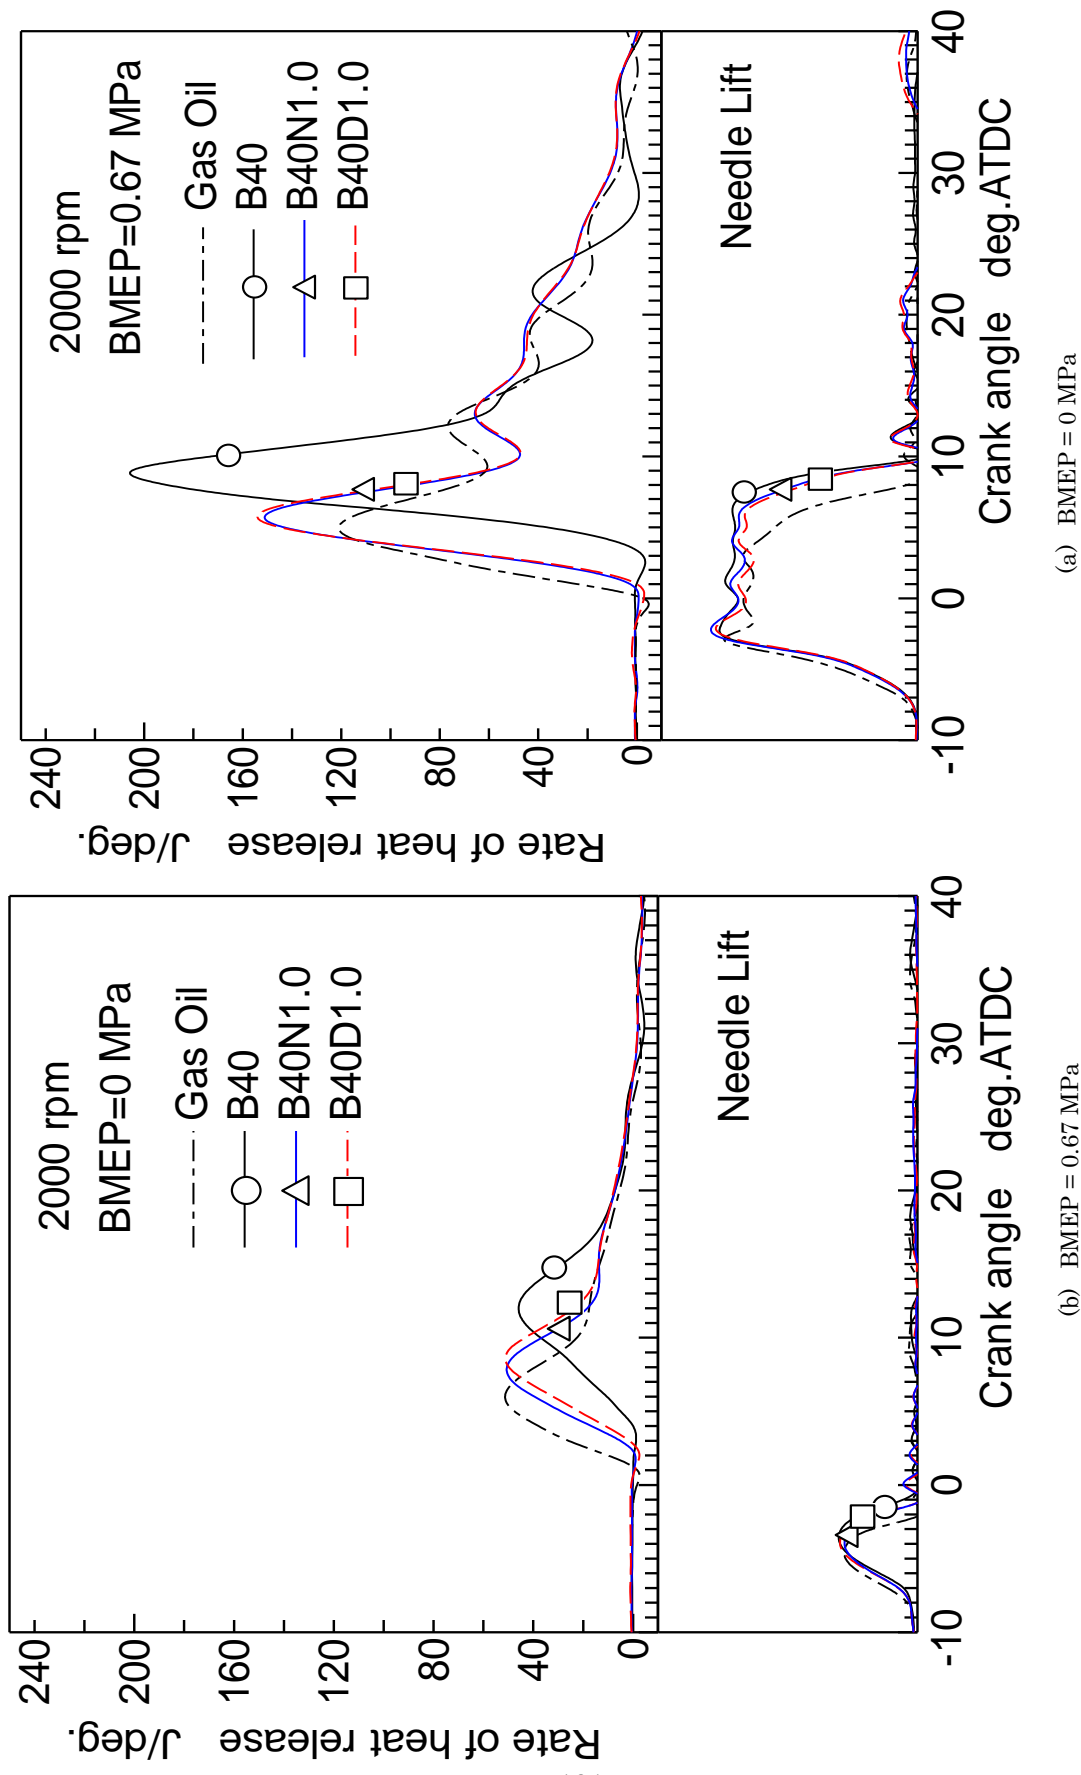 2000 rpm
BMEP=0 MPa
Gas Oil
B40
B40N1.0
B40D1.0
Rate of heat release J/deg.
240
200
160
120
80
40
0
Needle Lift
-10 0 10 20 30 40
Crank angle deg.ATDC
(b) BMEP = 0.67 MPa
2000 rpm
BMEP=0.67 MPa
Gas Oil
B40
B40N1.0
B40D1.0
Rate of heat release J/deg.
240
200
160
120
80
40
0
Needle Lift
-10 0 10 20 30 40
Crank angle deg.ATDC
(a) BMEP = 0 MPa